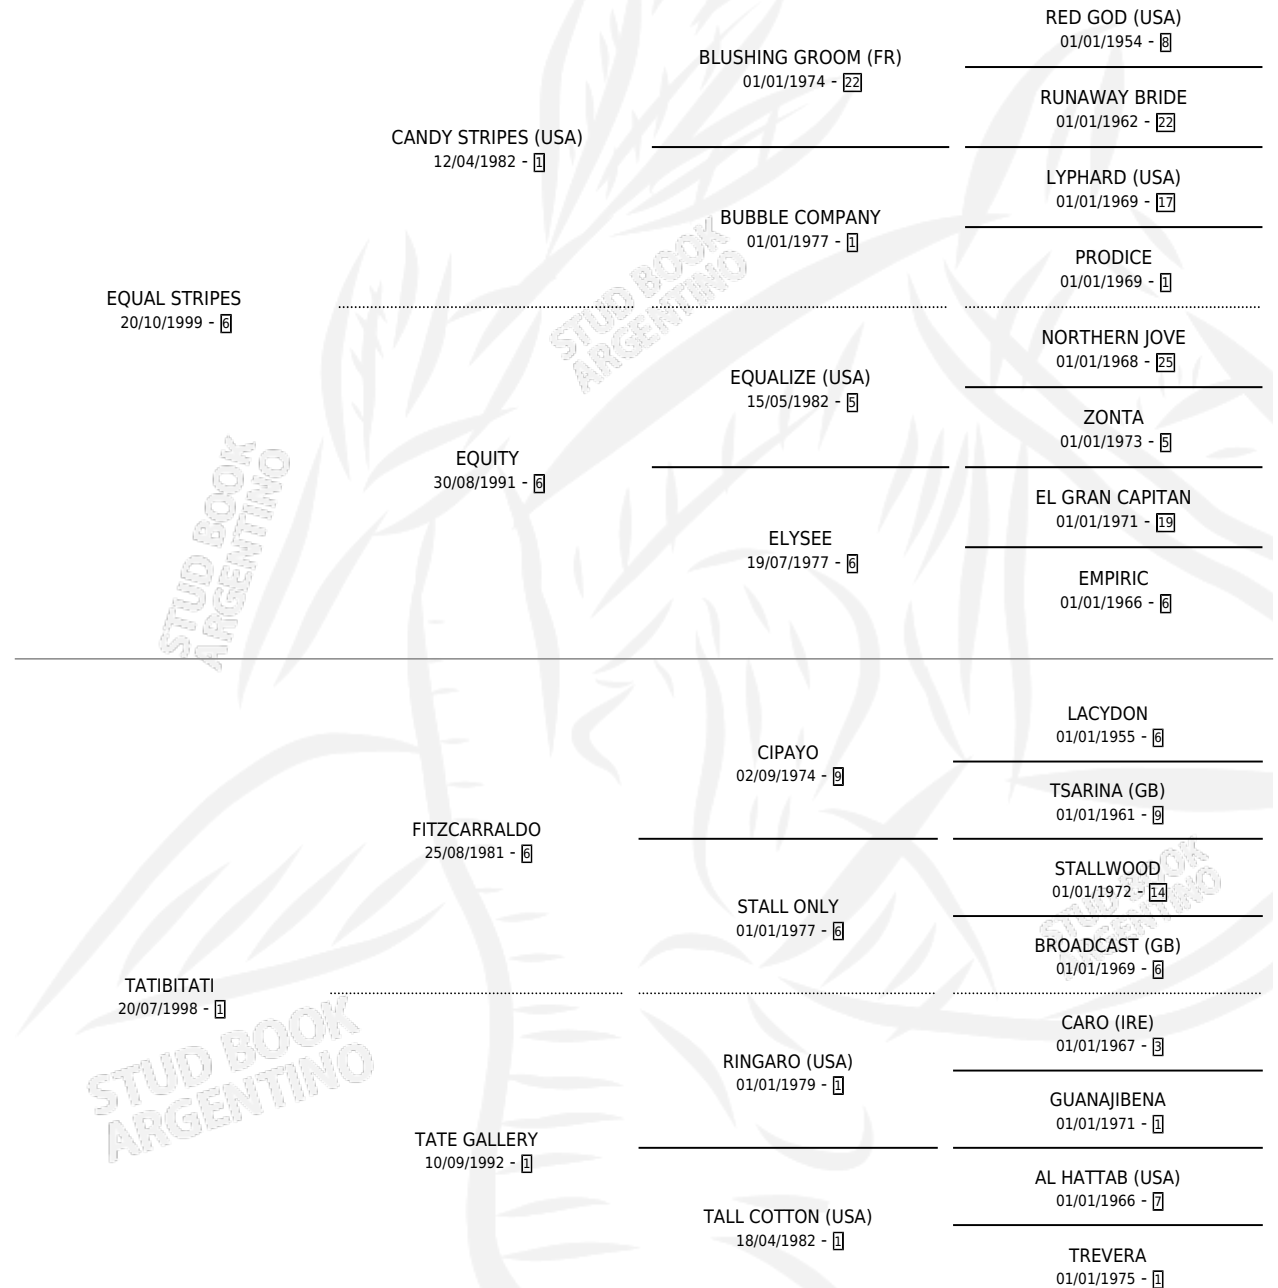 RED GOD (USA)
01/01/1954 - 8
BLUSHING GROOM (FR)
01/01/1974 - 22
RUNAWAY BRIDE
01/01/1962 - 22
CANDY STRIPES (USA)
12/04/1982 - 1
LYPHARD (USA)
01/01/1969 - 17
BUBBLE COMPANY
01/01/1977 - 1
PRODICE
01/01/1969 - 1
EQUAL STRIPES
20/10/1999 - 6
NORTHERN JOVE
01/01/1968 - 25
EQUALIZE (USA)
15/05/1982 - 5
ZONTA
01/01/1973 - 5
EQUITY
30/08/1991 - 6
EL GRAN CAPITAN
01/01/1971 - 19
ELYSEE
19/07/1977 - 6
EMPIRIC
01/01/1966 - 6
STUD BOOK
ARGENTINO
STUD BOOK
ARGENTINO
LACYDON
01/01/1955 - 6
CIPAYO
02/09/1974 - 9
TSARINA (GB)
01/01/1961 - 9
FITZCARRALDO
25/08/1981 - 6
STALLWOOD
01/01/1972 - 14
STALL ONLY
01/01/1977 - 6
BROADCAST (GB)
01/01/1969 - 6
TATIBITATI
20/07/1998 - 1
CARO (IRE)
01/01/1967 - 3
RINGARO (USA)
01/01/1979 - 1
GUANAJIBENA
01/01/1971 - 1
TATE GALLERY
10/09/1992 - 1
AL HATTAB (USA)
01/01/1966 - 7
TALL COTTON (USA)
18/04/1982 - 1
TREVERA
01/01/1975 - 1
STUD BOOK
ARGENTINO
STUD BOOK
ARGENTINO